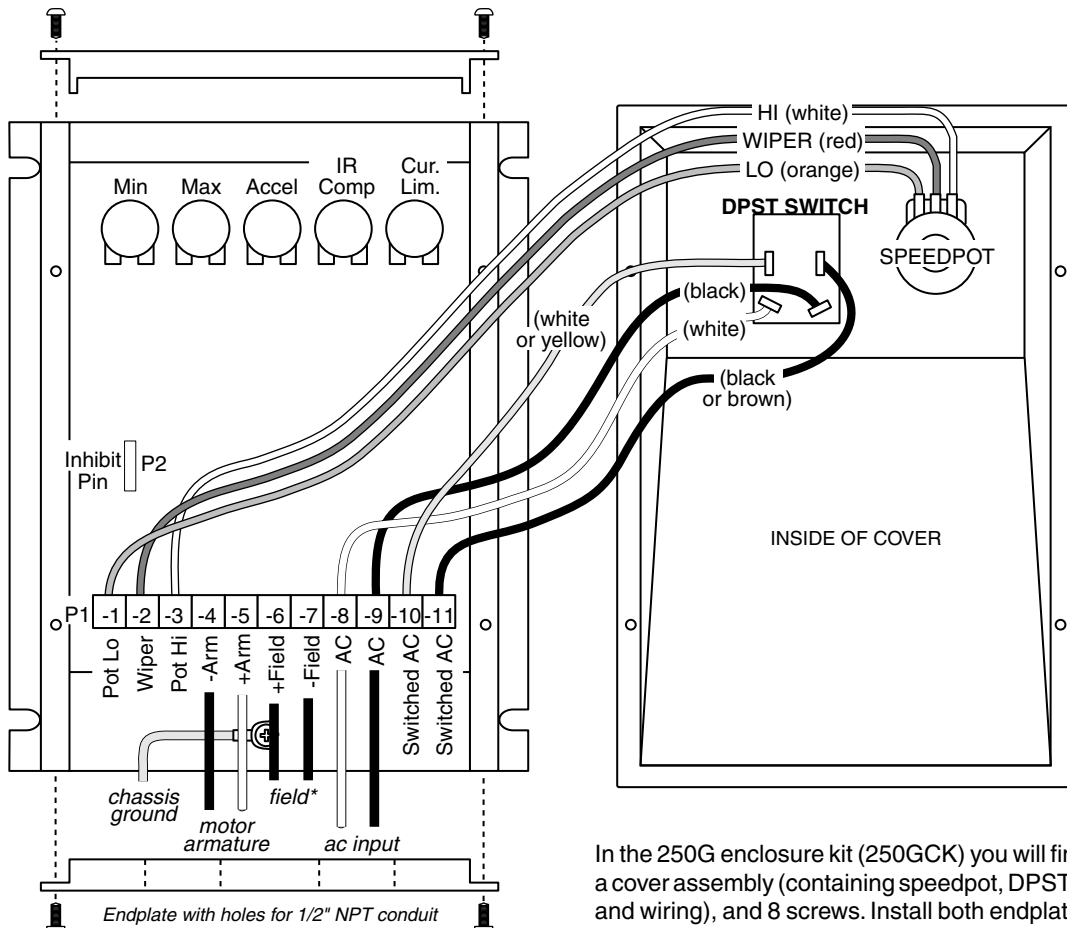 HI (white)
WIPER (red)
LO (orange)
DPST SWITCH
SPEEDPOT
Min
Max
Accel
IR
Comp
Cur.
Lim.
(black)
(white)
(white
or yellow)
(black
or brown)
Inhibit
Pin
P2
INSIDE OF COVER
P1
-1
-2
-3
-4
-5
-6
-7
-8
-9
-10
-11
Pot Lo
Wiper
Pot Hi
-Arm
+Arm
+Field
-Field
AC
AC
Switched AC
Switched AC
chassis
ground
motor
armature
field*
ac input
Endplate with holes for 1/2" NPT conduit
In the 250G enclosure kit (250GCK) you will fin
a cover assembly (containing speedpot, DPST
and wiring), and 8 screws. Install both endplat